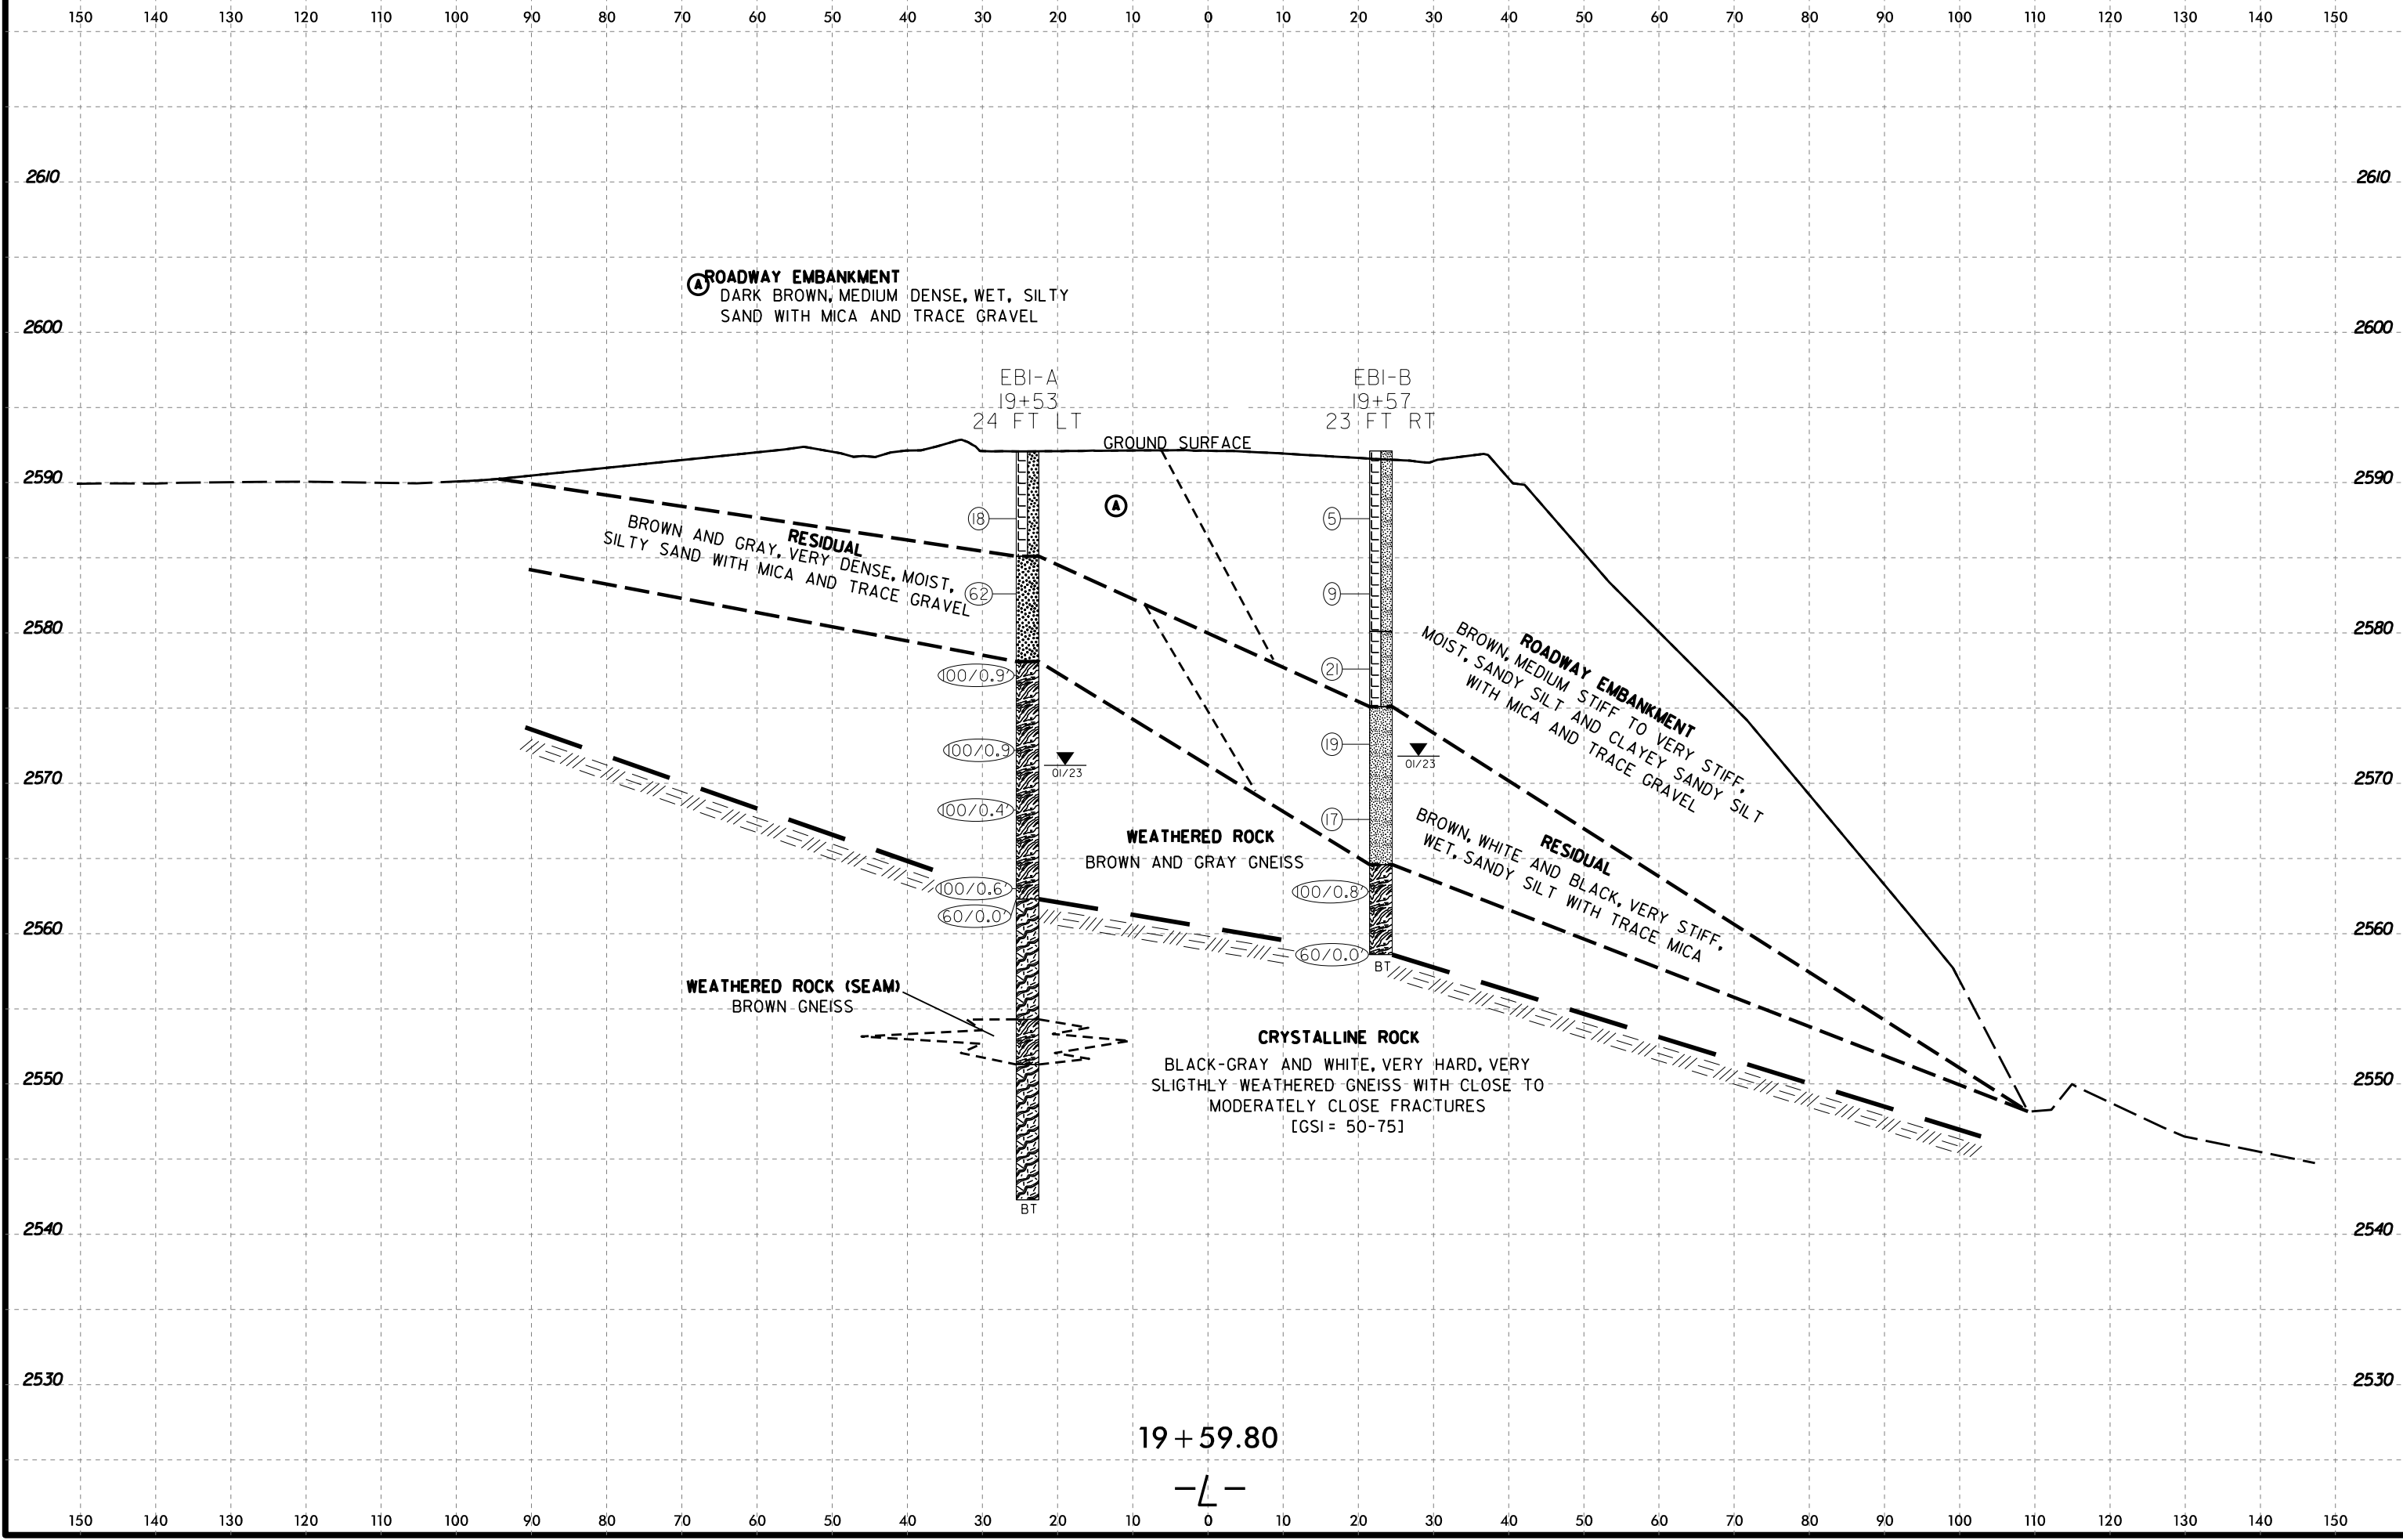 150 140 130 120 110 100 90 80 70 60 50 40 30 20 10 0 10 20 30 40 50 60 70 80 90 100 110 120 130 140 150
2610 2610
A ROADWAY EMBANKMENT
DARK BROWN, MEDIUM DENSE, WET, SILTY
SAND WITH MICA AND TRACE GRAVEL
2600 2600
EB1-A
19+53
24 FT LT
EB1-B
19+57
23 FT RT
GROUND SURFACE
2590 2590
A
18
5
RESIDUAL
BROWN AND GRAY, VERY DENSE, MOIST,
SILTY SAND WITH MICA AND TRACE GRAVEL
62
9
2580 2580
ROADWAY EMBANKMENT
BROWN, MEDIUM STIFF TO VERY STIFF,
MOIST, SANDY SILT AND CLAYEY SANDY SILT
WITH MICA AND TRACE GRAVEL
100/0.9'
21
100/0.9
01/23
19
01/23
2570 2570
100/0.4'
17
WEATHERED ROCK
BROWN AND GRAY GNEISS
RESIDUAL
BROWN, WHITE AND BLACK, VERY STIFF,
WET, SANDY SILT WITH TRACE MICA
100/0.6'
100/0.8'
60/0.0'
2560 2560
60/0.0'
BT
WEATHERED ROCK (SEAM)
BROWN GNEISS
CRYSTALLINE ROCK
BLACK-GRAY AND WHITE, VERY HARD, VERY
SLIGTHLY WEATHERED GNEISS WITH CLOSE TO
MODERATELY CLOSE FRACTURES
[GSI = 50-75]
2550 2550
BT
2540 2540
2530 2530
19+59.80
-L-
150 140 130 120 110 100 90 80 70 60 50 40 30 20 10 0 10 20 30 40 50 60 70 80 90 100 110 120 130 140 150